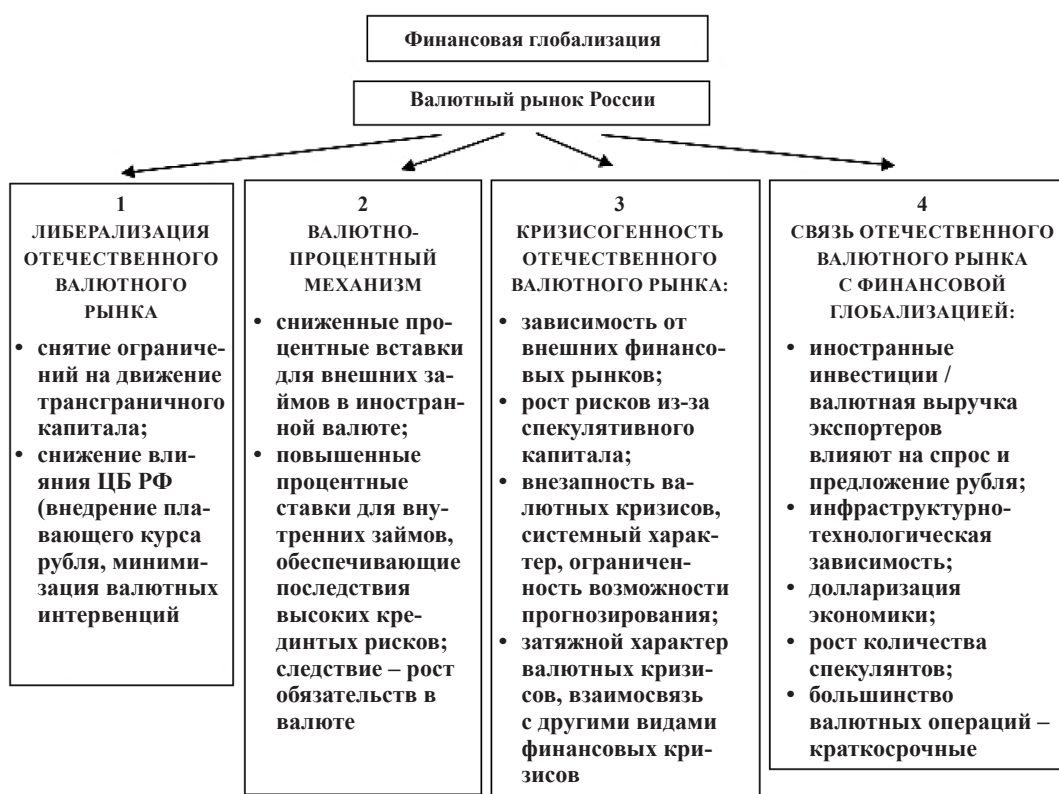 Финансовая глобализация
Валютный рынок России
1
ЛИБЕРАЛИЗАЦИЯ
ОТЕЧЕСТВЕННОГО
ВАЛЮТНОГО
РЫНКА
• снятие ограниче-
ний на движение
трансграничного
капитала;
• снижение вли-
яния ЦБ РФ
(внедрение пла-
вающего курса
рубля, миними-
зация валютных
интервенций
2
ВАЛЮТНО-
ПРОЦЕНТНЫЙ
МЕХАНИЗМ
• сниженные про-
центные вставки
для внешних за-
ймов в иностран-
ной валюте;
• повышенные
процентные
ставки для вну-
тренних займов,
обеспечивающие
последствия
высоких кре-
динтых рисков;
следствие – рост
обязательств в
валюте
3
КРИЗИСОГЕННОСТЬ
ОТЕЧЕСТВЕННОГО
ВАЛЮТНОГО РЫНКА:
• зависимость от
внешних финансо-
вых рынков;
• рост рисков из-за
спекулятивного
капитала;
• внезапность ва-
лютных кризисов,
системный харак-
тер, ограничен-
ность возможности
прогнозирования;
• затяжной характер
валютных кризи-
сов, взаимосвязь
с другими видами
финансовых кри-
зисов
4
СВЯЗЬ ОТЕЧЕСТВЕННОГО
ВАЛЮТНОГО РЫНКА
С ФИНАНСОВОЙ
ГЛОБАЛИЗАЦИЕЙ:
• иностранные
инвестиции /
валютная выручка
экспортеров
влияют на спрос и
предложение рубля;
• инфраструктурно-
технологическая
зависимость;
• долларизация
экономики;
• рост количества
спекулянтов;
• большинство
валютных операций –
краткосрочные